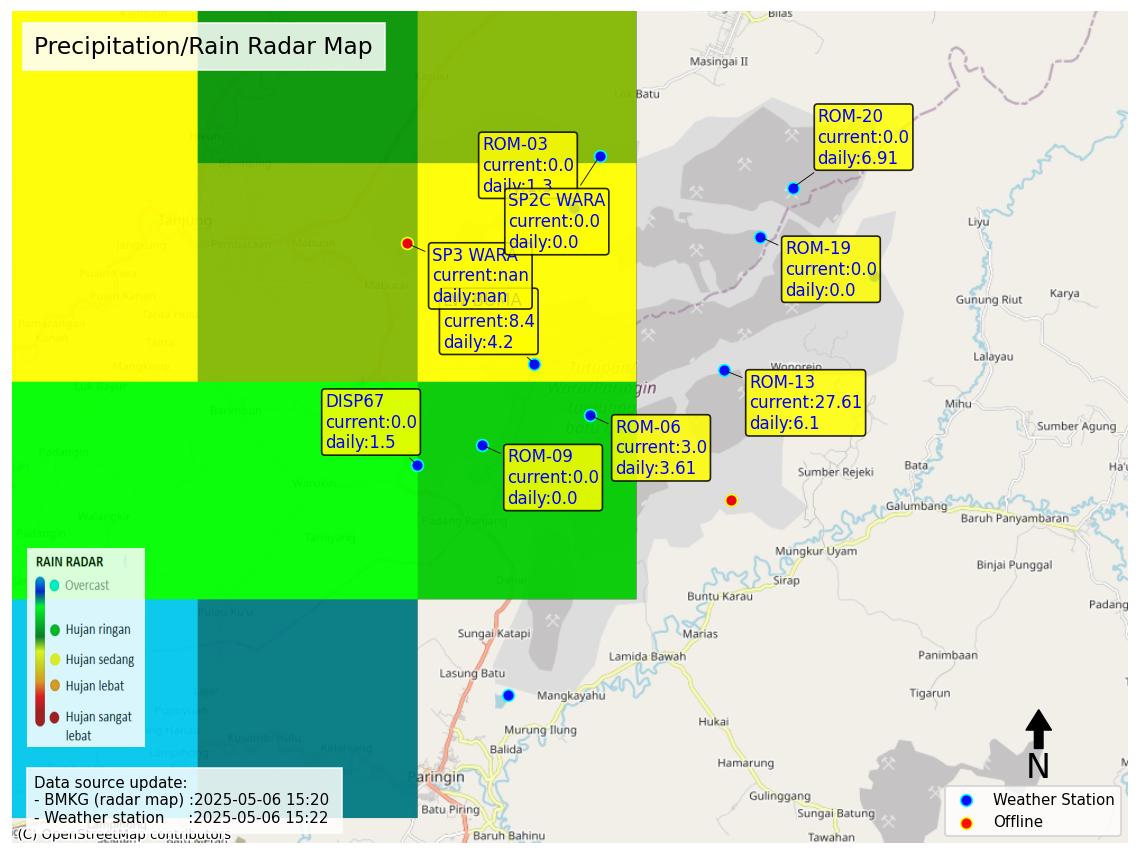 Precipitation/Rain Radar Map
Bilas
Masingai II
Batu
ROM-20
current:0.0
daily:6.91
ROM-03
current:0.0
daily:1.3
SP2C WARA
current:0.0
daily:0.0
Tanjung
Liyu
ROM-19
current:0.0
daily:0.0
SP3 WARA
current:nan
daily:nan
Mabuun
Maburai
Gunung Riut
Karya
current:8.4
daily:4.2
Lalayau
Wonorejo
ROM-13
current:27.61
daily:6.1
Mihu
DISP67
current:0.0
daily:1.5
ROM-06
current:3.0
daily:3.61
Sumber Agung
ROM-09
current:0.0
daily:0.0
Sumber Rejeki
Bata
Galumbang
Baruh Panyambaran
Padang Panjang
Mungkur Uyam
Binjai Punggal
RAIN RADAR
Overcast
Hujan ringan
Hujan sedang
Hujan lebat
Hujan sangat
lebat
Dahai
Sirap
Buntu Karau
Padang
Sungai Katapi
Marias
Lamida Bawah
Panimbaan
Lasung Batu
Mangkayahu
Tigarun
Hukai
Murung Ilung
Balida
Hamarung
N
Paringin
Gulinggang
Data source update:
- BMKG (radar map) :2025-05-06 15:20
- Weather station :2025-05-06 15:22
Batu Piring
Sungai Batung
Weather Station
Offline
(C) OpenStreetMap contributors
Baruh Bahinu
Tawahan